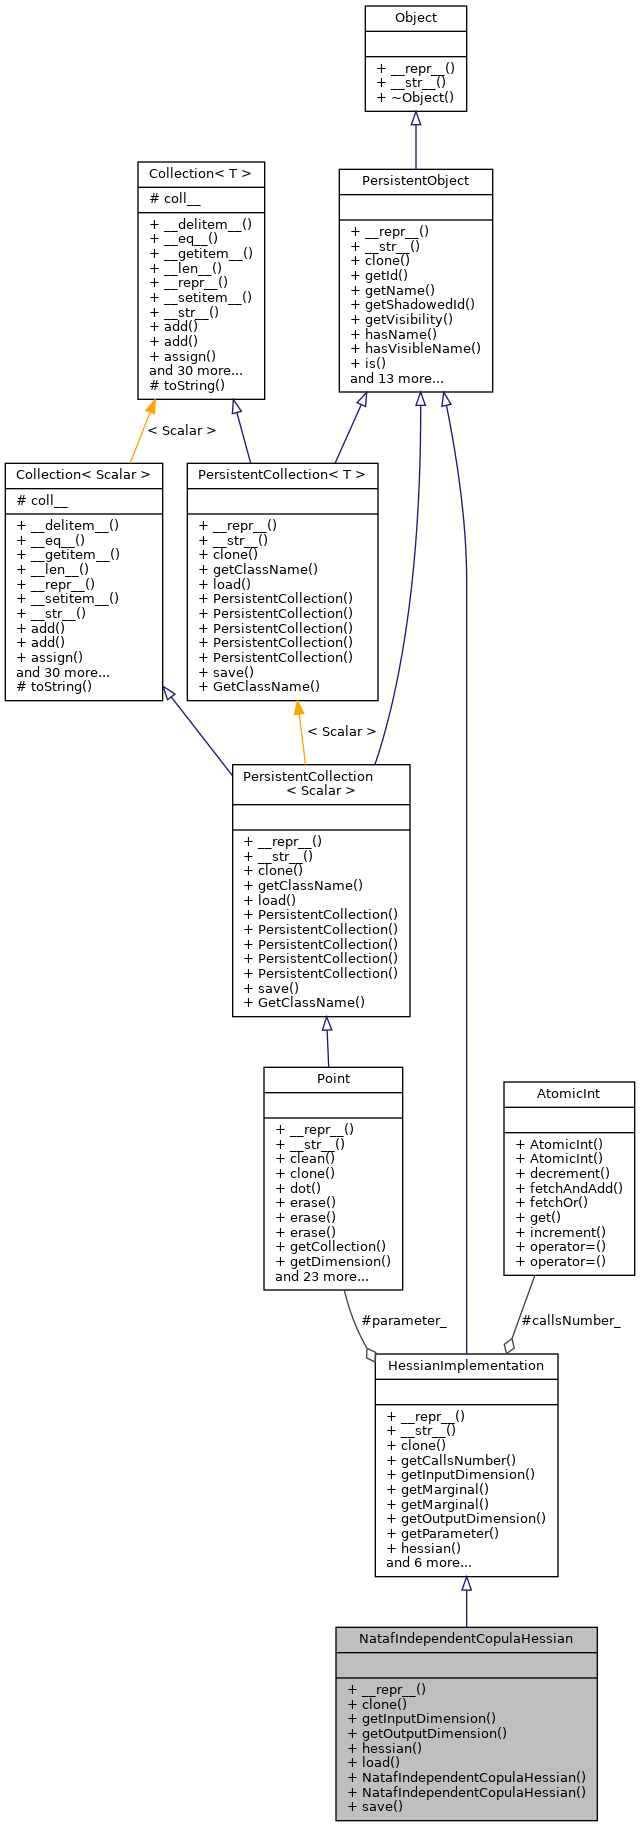 Object
+ __repr__()
+ __str__()
+ ~Object()
Collection< T >
# coll__
+ __delitem__()
+ __eq__()
+ __getitem__()
+ __len__()
+ __repr__()
+ __setitem__()
+ __str__()
+ add()
+ add()
+ assign()
and 30 more...
# toString()
PersistentObject
+ __repr__()
+ __str__()
+ clone()
+ getId()
+ getName()
+ getShadowedId()
+ getVisibility()
+ hasName()
+ hasVisibleName()
+ is()
and 13 more...
< Scalar >
Collection< Scalar >
# coll__
+ __delitem__()
+ __eq__()
+ __getitem__()
+ __len__()
+ __repr__()
+ __setitem__()
+ __str__()
+ add()
+ add()
+ assign()
and 30 more...
# toString()
PersistentCollection< T >
+ __repr__()
+ __str__()
+ clone()
+ getClassName()
+ load()
+ PersistentCollection()
+ PersistentCollection()
+ PersistentCollection()
+ PersistentCollection()
+ PersistentCollection()
+ save()
+ GetClassName()
< Scalar >
PersistentCollection
< Scalar >
+ __repr__()
+ __str__()
+ clone()
+ getClassName()
+ load()
+ PersistentCollection()
+ PersistentCollection()
+ PersistentCollection()
+ PersistentCollection()
+ PersistentCollection()
+ save()
+ GetClassName()
Point
+ __repr__()
+ __str__()
+ clean()
+ clone()
+ dot()
+ erase()
+ erase()
+ erase()
+ getCollection()
+ getDimension()
and 23 more...
AtomicInt
+ AtomicInt()
+ AtomicInt()
+ decrement()
+ fetchAndAdd()
+ fetchOr()
+ get()
+ increment()
+ operator=()
+ operator=()
#parameter_
#callsNumber_
HessianImplementation
+ __repr__()
+ __str__()
+ clone()
+ getCallsNumber()
+ getInputDimension()
+ getMarginal()
+ getMarginal()
+ getOutputDimension()
+ getParameter()
+ hessian()
and 6 more...
NatafIndependentCopulaHessian
+ __repr__()
+ clone()
+ getInputDimension()
+ getOutputDimension()
+ hessian()
+ load()
+ NatafIndependentCopulaHessian()
+ NatafIndependentCopulaHessian()
+ save()